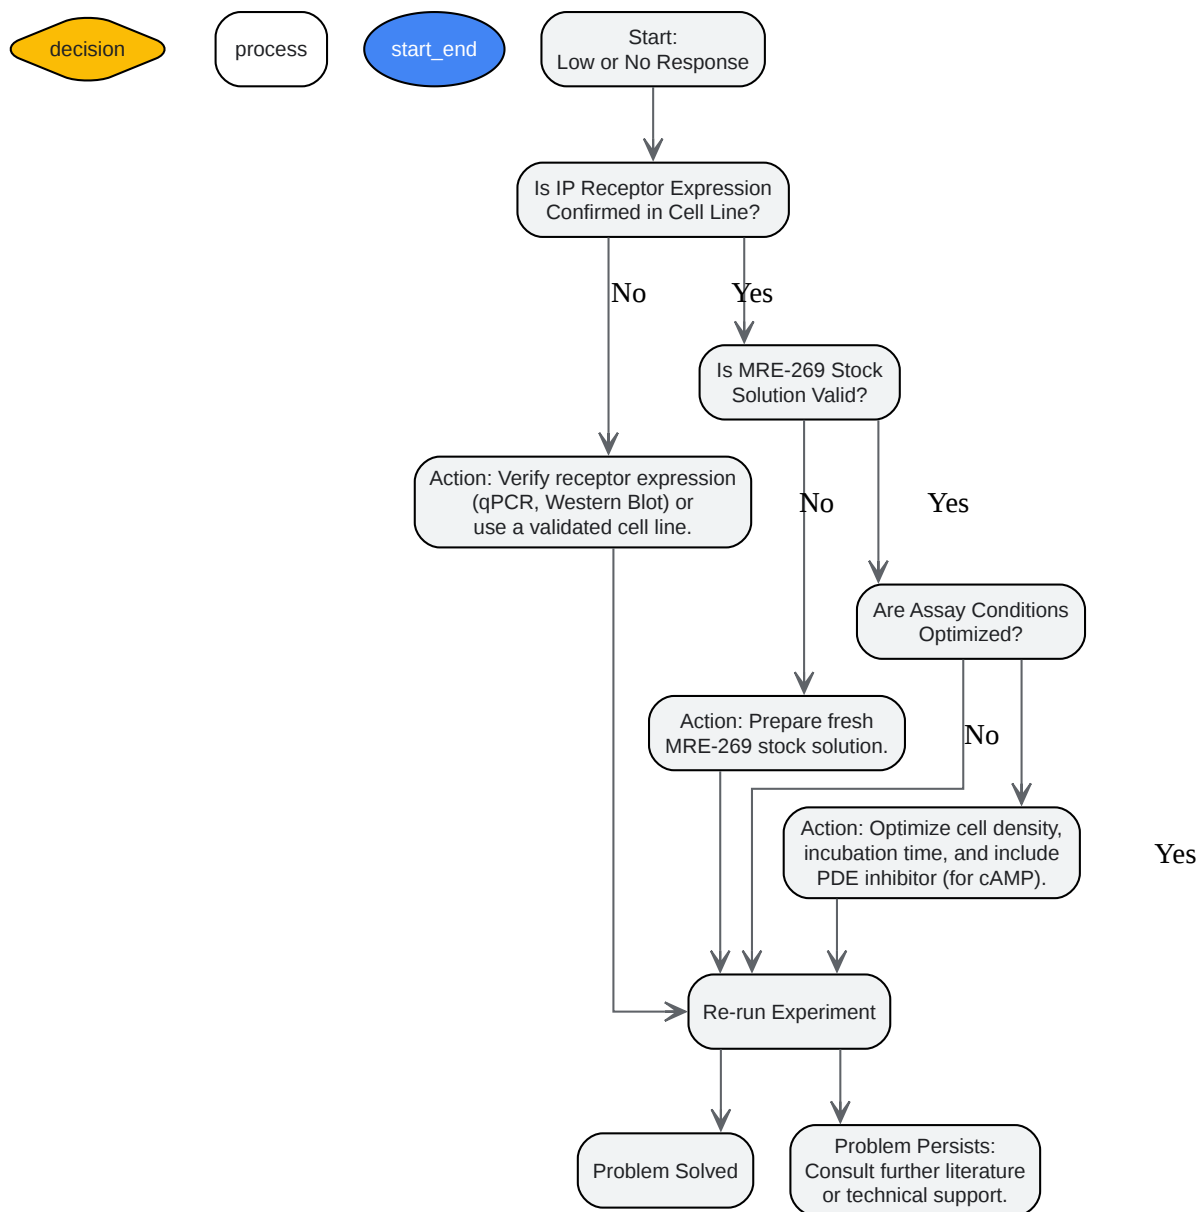 decision
process
start_end
Start:
Low or No Response
Is IP Receptor Expression
Confirmed in Cell Line?
No
Yes
Is MRE-269 Stock
Solution Valid?
Action: Verify receptor expression
(qPCR, Western Blot) or
use a validated cell line.
No
Yes
Are Assay Conditions
Optimized?
Action: Prepare fresh
MRE-269 stock solution.
No
Action: Optimize cell density,
incubation time, and include
PDE inhibitor (for cAMP).
Yes
Re-run Experiment
Problem Solved
Problem Persists:
Consult further literature
or technical support.